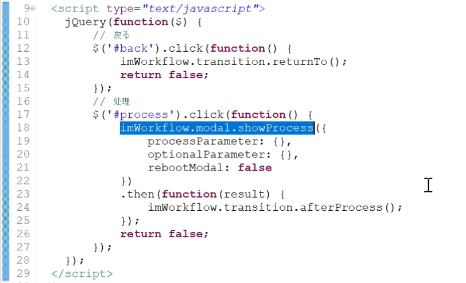 9 <script type="text/javascript">
10 jQuery(function($) {
11 // 戻る
12 $('#back').click(function() {
13 imWorkflow.transition.returnTo();
14 return false;
15 });
16 // 処理
17 $('#process').click(function() {
18 imWorkflow.modal.showProcess({
19 processParameter: {},
20 optionalParameter: {},
21 rebootModal: false
22 })
23 .then(function(result) {
24 imWorkflow.transition.afterProcess();
25 });
26 return false;
27 });
28 });
29 </script>